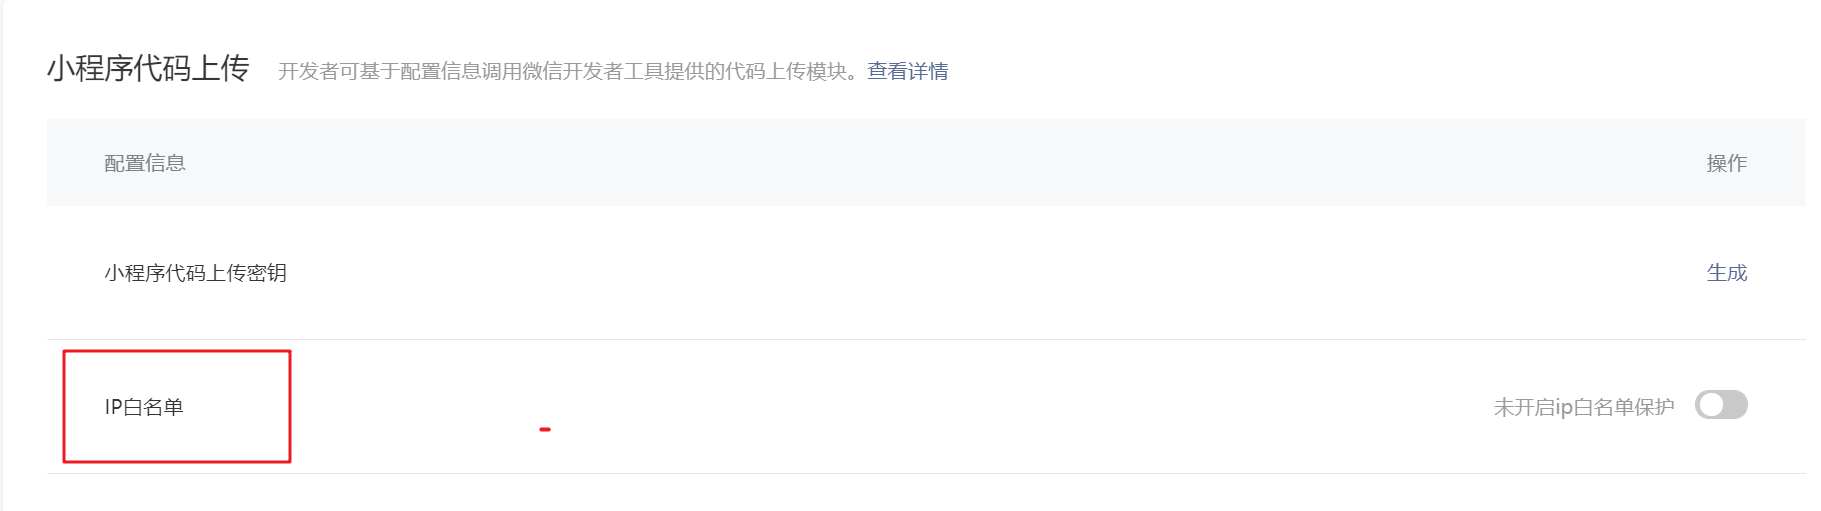 小程序代码上传 开发者可基于配置信息调用微信开发者工具提供的代码上传模块。查看详情
配置信息 操作
小程序代码上传密钥 生成
IP白名单 未开启ip白名单保护